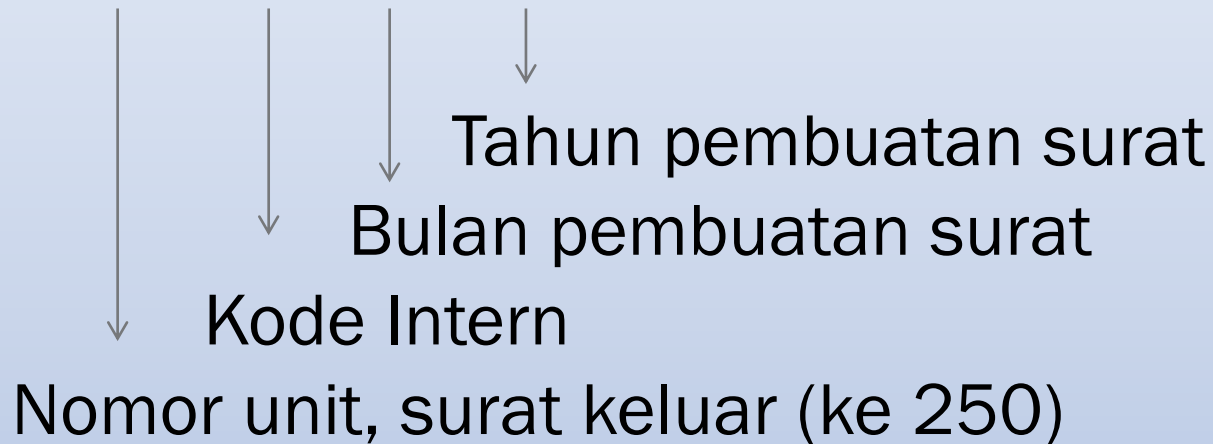 Tahun pembuatan surat
Bulan pembuatan surat
Kode Intern
Nomor unit, surat keluar (ke 250)